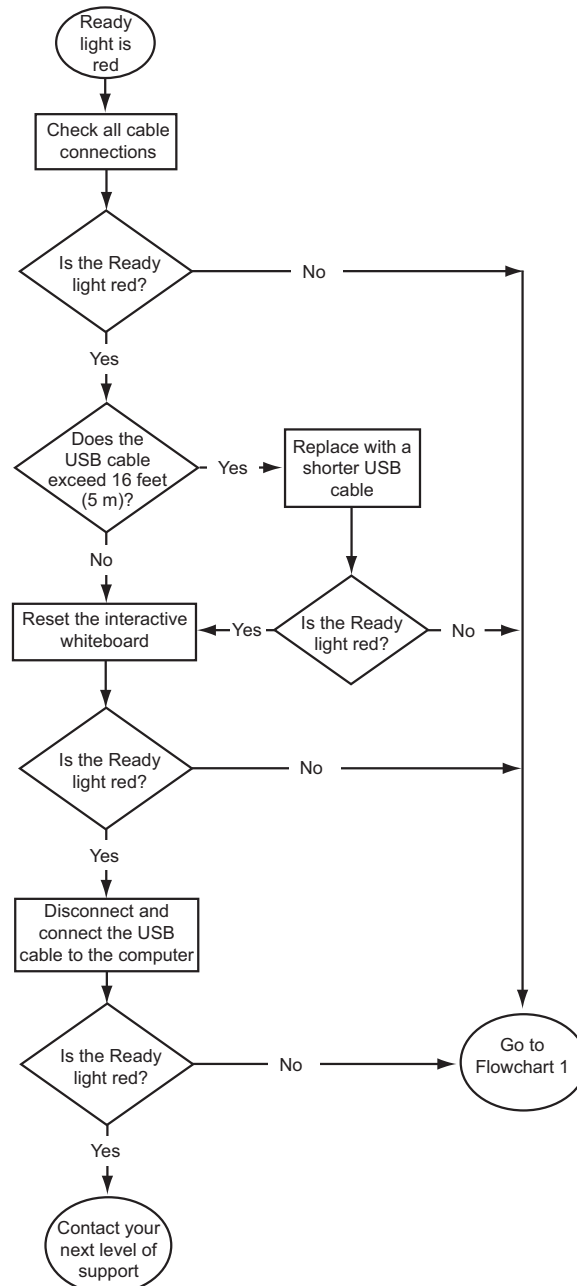 Ready
light is
red
Check all cable
connections
Is the Ready
light red?
No
Yes
Does the
USB cable
exceed 16 feet
(5 m)?
Yes
Replace with a
shorter USB
cable
No
Reset the interactive
whiteboard
Yes
Is the Ready
light red?
No
Is the Ready
light red?
No
Yes
Disconnect and
connect the USB
cable to the computer
Is the Ready
light red?
No
Go to
Flowchart 1
Yes
Contact your
next level of
support